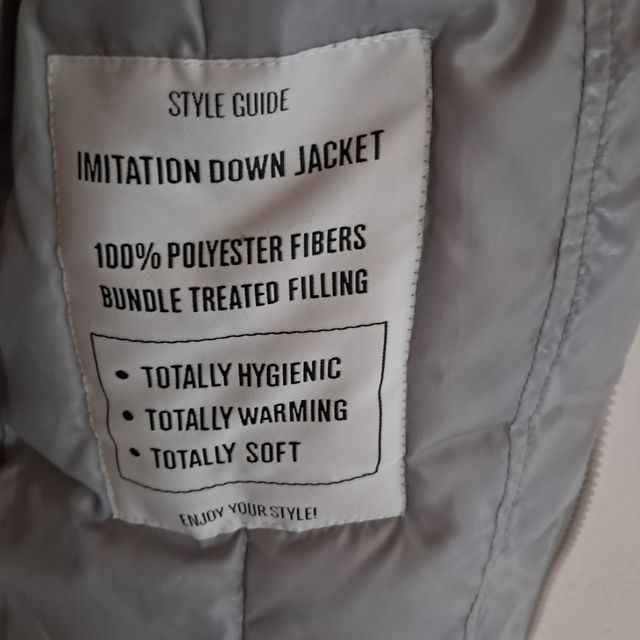 STYLE GUIDE
IMITATION DOWN JACKET
100% POLYESTER FIBERS
BUNDLE TREATED FILLING
• TOTALLY HYGIENIC
• TOTALLY WARMING
• TOTALLY SOFT
ENJOY YOUR STYLE!